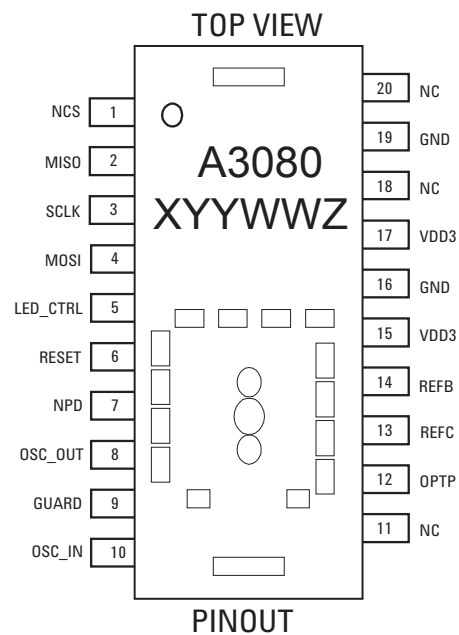 TOP VIEW
NCS 1
MISO 2
SCLK 3
MOSI 4
LED_CTRL 5
RESET 6
NPD 7
OSC_OUT 8
GUARD 9
OSC_IN 10
A3080
XYYWWZ
20 NC
19 GND
18 NC
17 VDD3
16 GND
15 VDD3
14 REFB
13 REFC
12 OPTP
11 NC
PINOUT